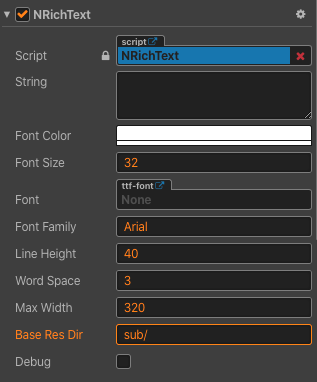 NRichText
script
Script NRichText
String
Font Color
Font Size 32
ttf-font
Font None
Font Family Arial
Line Height 40
Word Space 3
Max Width 320
Base Res Dir sub/
Debug